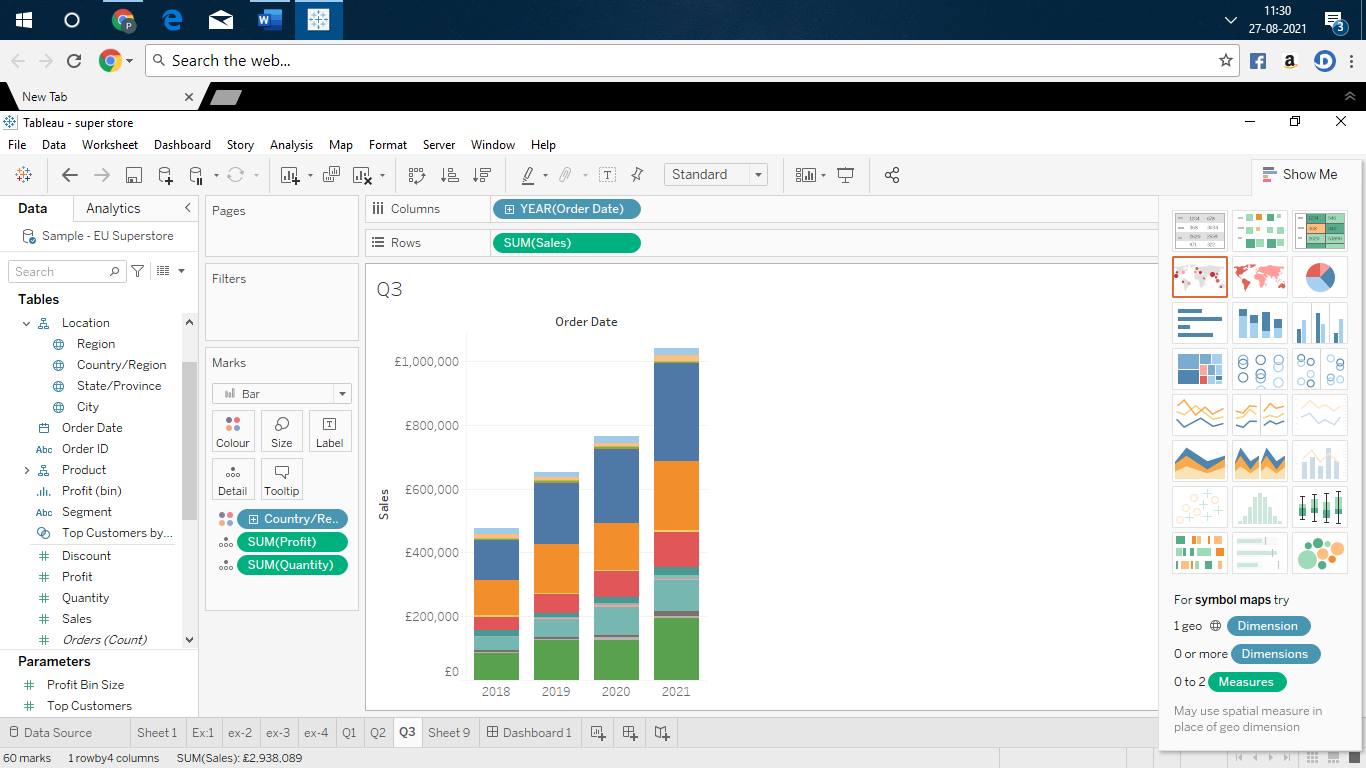 11:30
27-08-2021
3
Search the web...
New Tab
Tableau - super store
File Data Worksheet Dashboard Story Analysis Map Format Server Window Help
Standard
Show Me
Data Analytics
Sample - EU Superstore
Search
Tables
Location
Region
Country/Region
State/Province
City
Order Date
Abc Order ID
Product
Profit (bin)
Abc Segment
Top Customers by...
Discount
Profit
Quantity
Sales
Orders (Count)
Parameters
Profit Bin Size
Top Customers
Pages
Filters
Marks
Bar
Colour Size Label
Detail Tooltip
Country/Re..
SUM(Profit)
SUM(Quantity)
Columns YEAR(Order Date)
Rows SUM(Sales)
Q3
Order Date
Sales
£1,000,000
£800,000
£600,000
£400,000
£200,000
£0
2018 2019 2020 2021
For symbol maps try
1 geo Dimension
0 or more Dimensions
0 to 2 Measures
May use spatial measure in
place of geo dimension
Data Source Sheet 1 Ex:1 ex-2 ex-3 ex-4 Q1 Q2 Q3 Sheet 9 Dashboard 1
60 marks 1 rowby4 columns SUM(Sales): £2,938,089